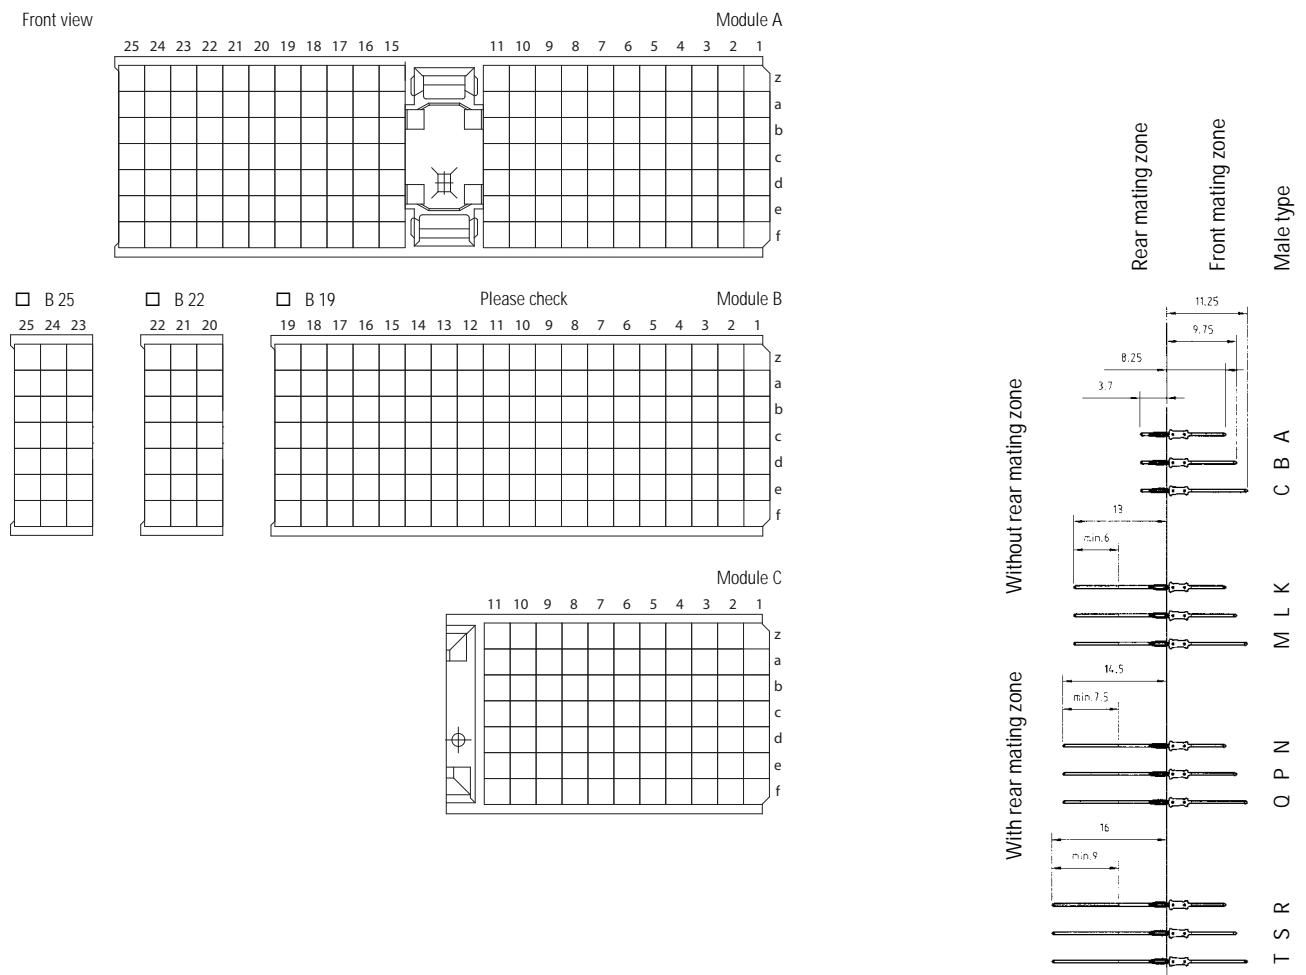 Front view
Module A
25 24 23 22 21 20 19 18 17 16 15 11 10 9 8 7 6 5 4 3 2 1
z
a
b
c
d
e
f
B 25
B 22
B 19
Please check
Module B
25 24 23
22 21 20
19 18 17 16 15 14 13 12 11 10 9 8 7 6 5 4 3 2 1
z
a
b
c
d
e
f
Module C
11 10 9 8 7 6 5 4 3 2 1
z
a
b
c
d
e
f
Rear mating zone
Front mating zone
Male type
11.25
9.75
8.25
3.7
Without rear mating zone
A
B
C
13
min.6
K
L
M
With rear mating zone
14.5
min.7.5
N
P
Q
16
min.9
R
S
T